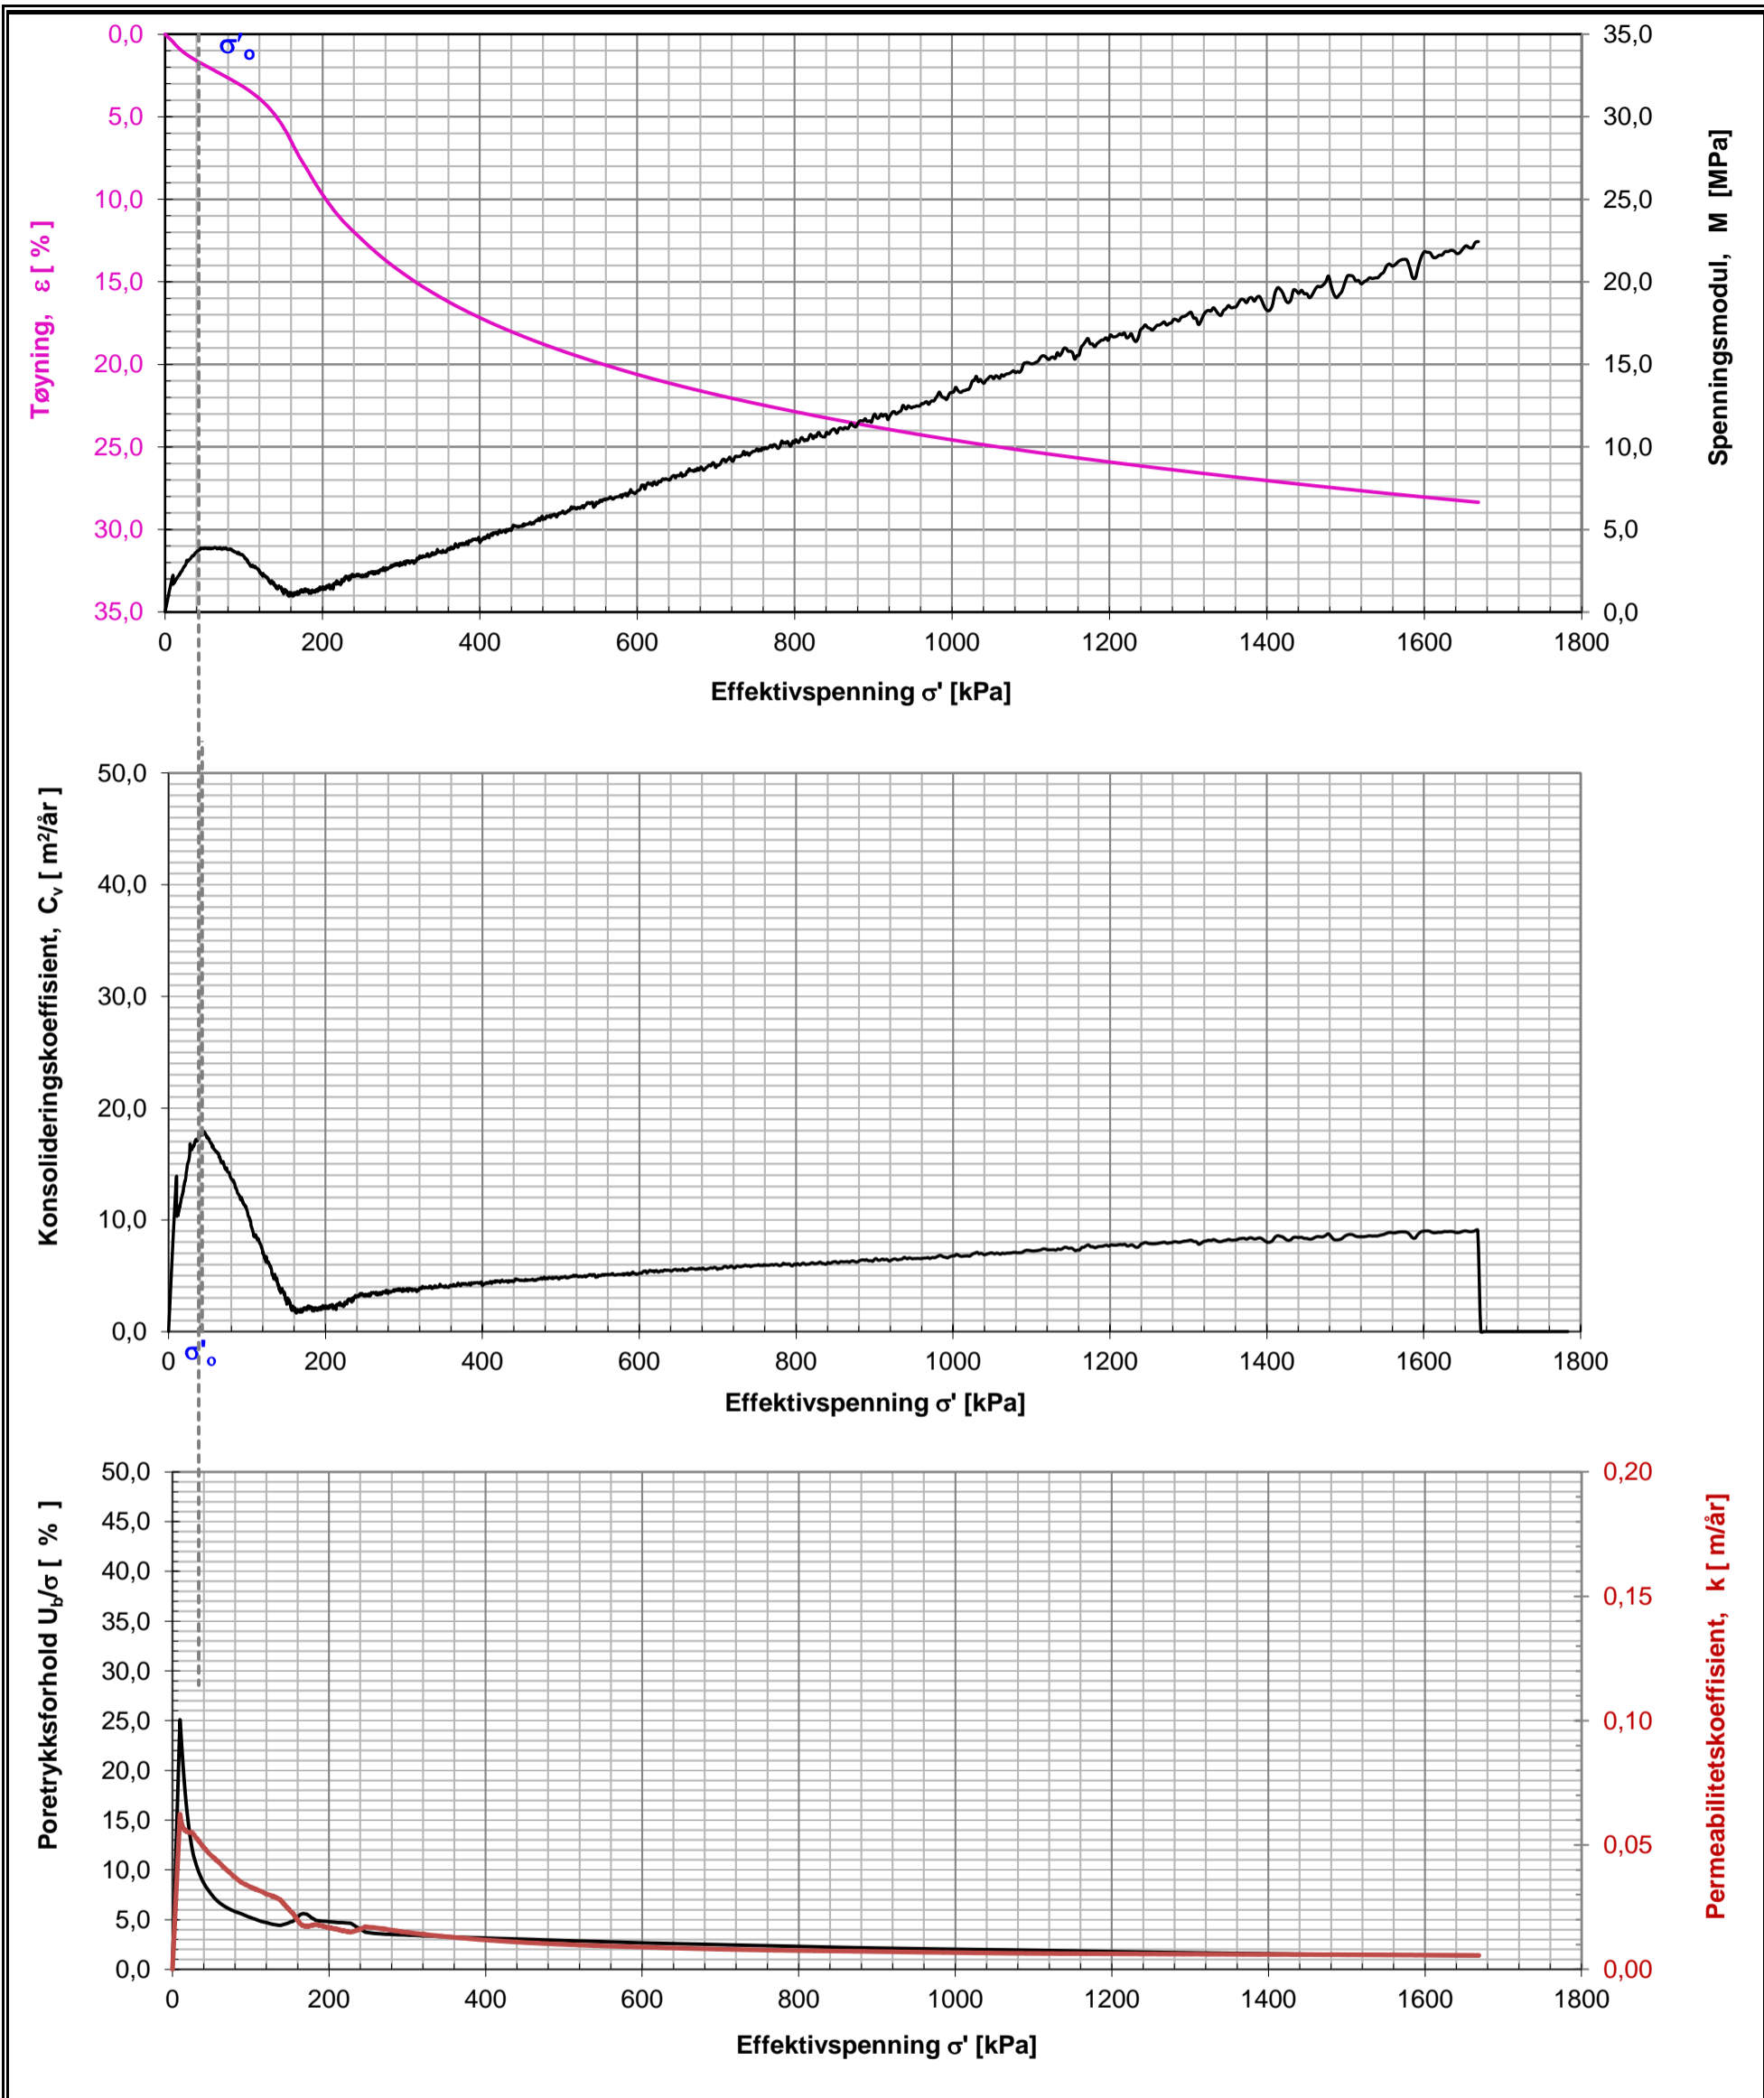 σ'o
0,0
5,0
10,0
15,0
20,0
25,0
30,0
35,0
Tøyning, ε [ % ]
35,0
30,0
25,0
20,0
15,0
10,0
5,0
0,0
Spenningsmodul, M [MPa]
0 200 400 600 800 1000 1200 1400 1600 1800
Effektivspenning σ' [kPa]
50,0
40,0
30,0
20,0
10,0
0,0
Konsolideringskoeffisient, Cv [ m²/år ]
0 200 400 600 800 1000 1200 1400 1600 1800
σ'o
Effektivspenning σ' [kPa]
50,0
45,0
40,0
35,0
30,0
25,0
20,0
15,0
10,0
5,0
0,0
Poretrykksforhold Ub/σ [ % ]
0,20
0,15
0,10
0,05
0,00
Permeabilitetskoeffisient, k [ m/år]
0 200 400 600 800 1000 1200 1400 1600 1800
Effektivspenning σ' [kPa]